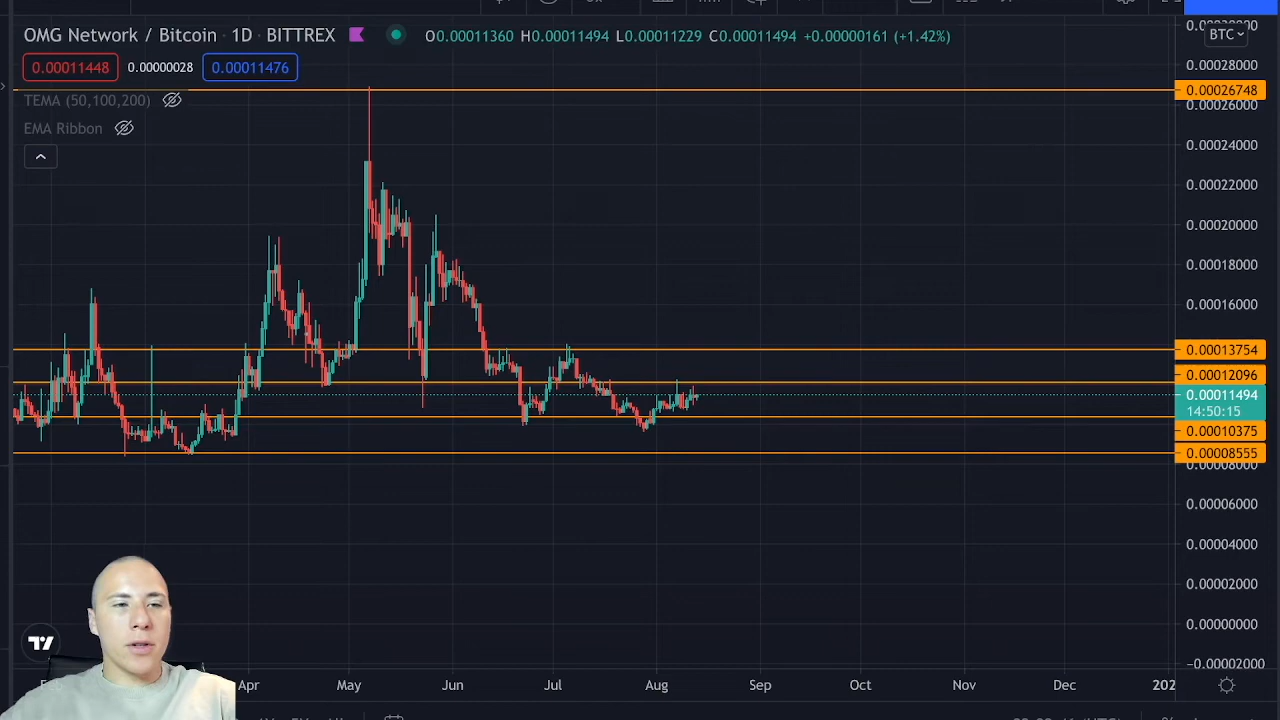 OMG Network / Bitcoin · 1D · BITTREX
O0.00011360 H0.00011494 L0.00011229 C0.00011494 +0.00000161 (+1.42%)
BTC
0.00011448 0.00000028 0.00011476
TEMA (50,100,200)
EMA Ribbon
0.00028000
0.00026748
0.00026000
0.00024000
0.00022000
0.00020000
0.00018000
0.00016000
0.00013754
0.00012096
0.00011494
14:50:15
0.00010375
0.00008555
0.00008000
0.00006000
0.00004000
0.00002000
0.00000000
−0.00002000
Apr May Jun Jul Aug Sep Oct Nov Dec